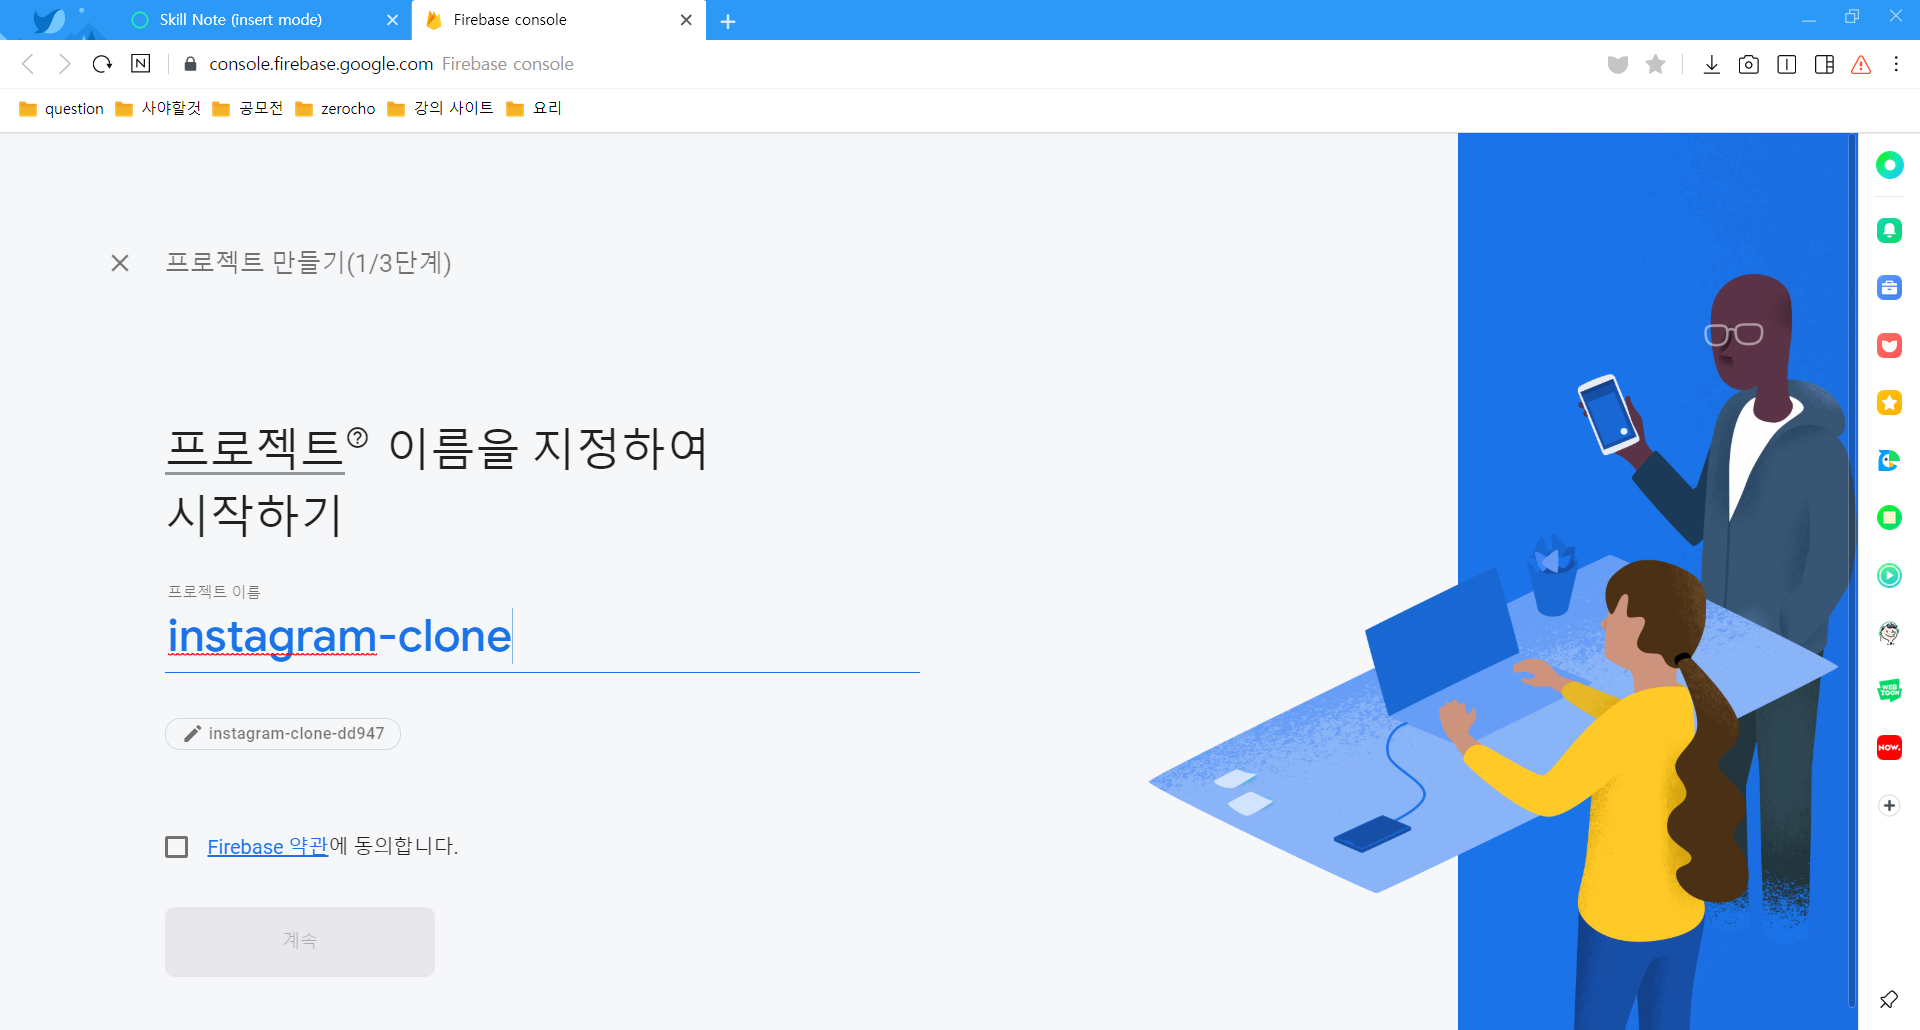 Skill Note (insert mode)
Firebase console
N
console.firebase.google.com Firebase console
question
사야할것
공모전
zerocho
강의 사이트
요리
프로젝트 만들기(1/3단계)
프로젝트? 이름을 지정하여
시작하기
프로젝트 이름
instagram-clone
instagram-clone-dd947
Firebase 약관에 동의합니다.
계속
WEB
TOON
NOW.